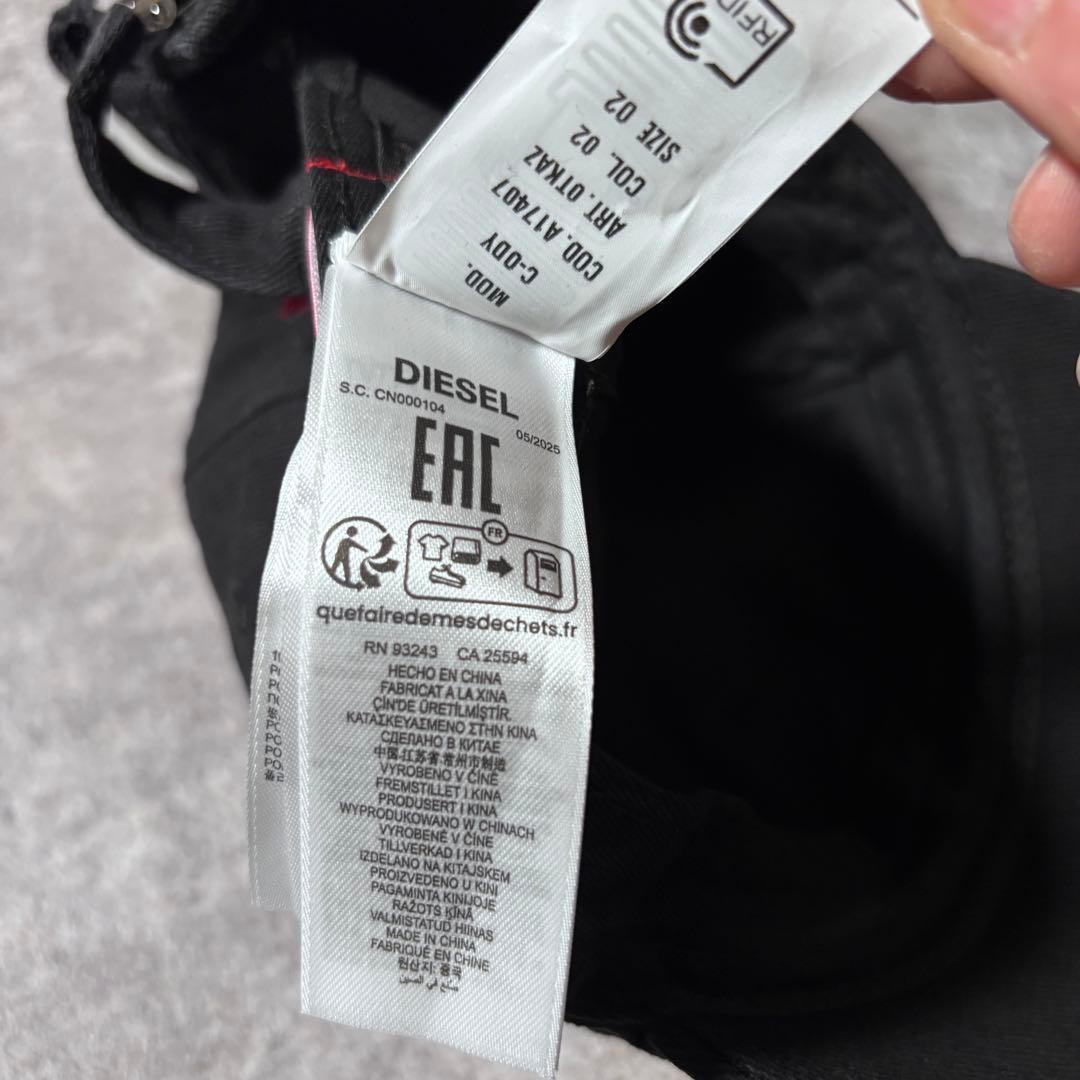 RFID
MOD.
C-ODY
COD. A17407
ART. 0TKAZ
COL. 02
SIZE 02
DIESEL
S.C. CN000104
05/2025
EAC
FR
quefairedemesdechets.fr
RN 93243 CA 25594
HECHO EN CHINA
FABRICAT A LA XINA
ÇİN'DE ÜRETİLMİŞTİR.
ΚΑΤΑΣΚΕΥΑΣΜΕΝΟ ΣΤΗΝ ΚΙΝΑ
СДЕЛАНО В КИТАЕ
中国.江苏省.常州市制造
VYROBENO V ČÍNĚ
FREMSTILLET I KINA
PRODUSERT I KINA
WYPRODUKOWANO W CHINACH
VYROBENÉ V ČÍNE
TILLVERKAD I KINA
IZDELANO NA KITAJSKEM
PROIZVEDENO U KINI
PAGAMINTA KINIJOJE
RAŽOTS ĶĪNĀ
VALMISTATUD HIINAS
MADE IN CHINA
FABRIQUÉ EN CHINE
원산지: 중국
صنع في الصين